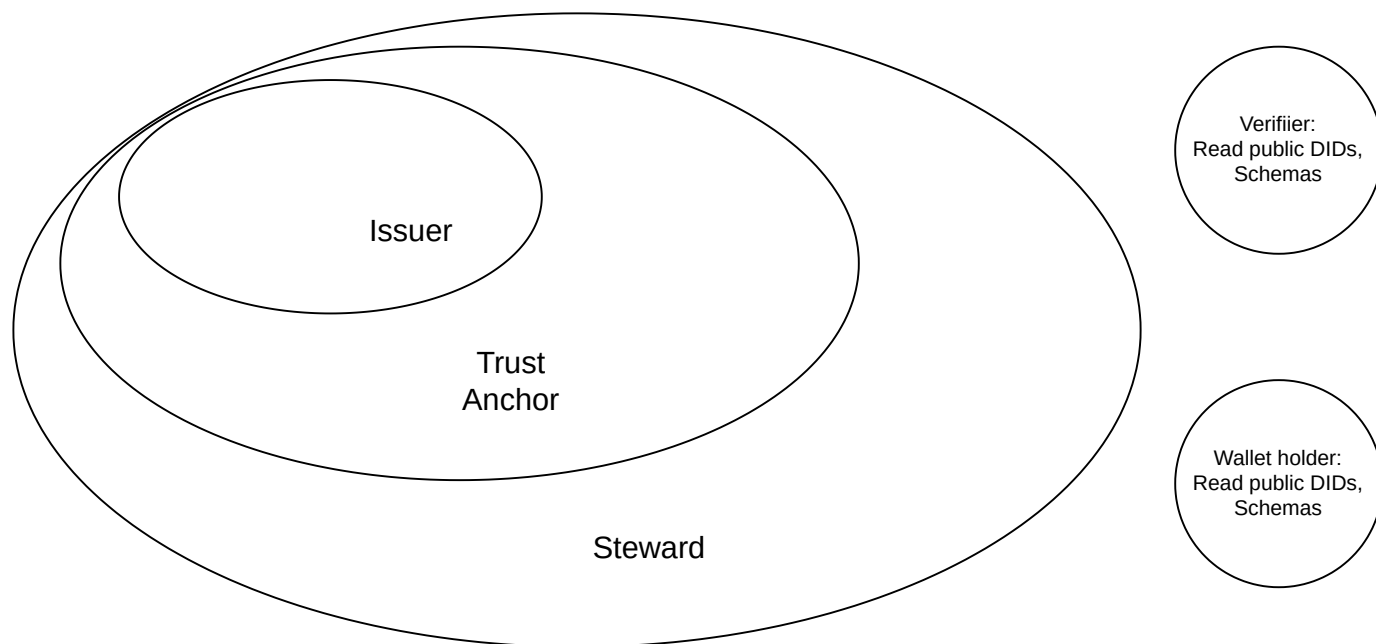 Issuer
Trust
Anchor
Steward
Verifiier:
Read public DIDs,
Schemas
Wallet holder:
Read public DIDs,
Schemas